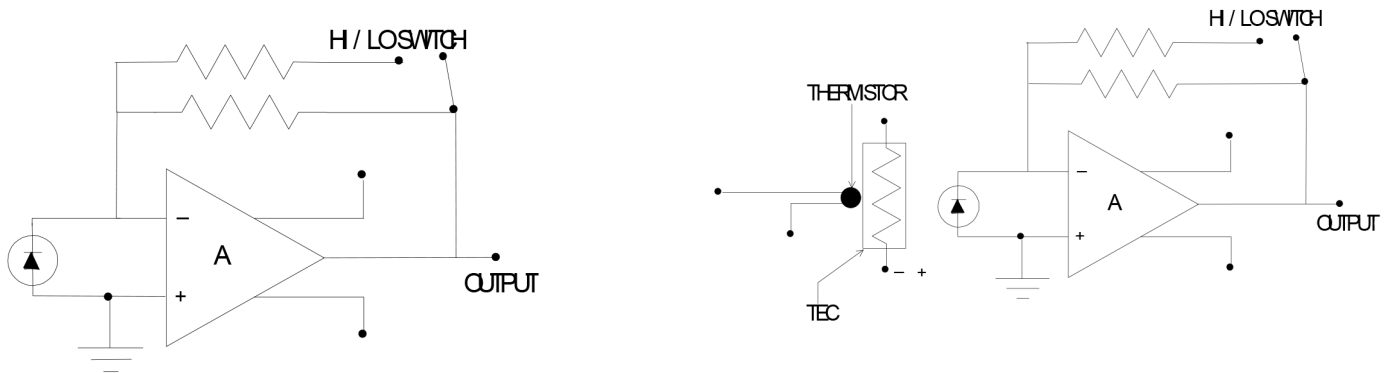 HI / LO SWITCH
−
A
+
OUTPUT
THERMISTOR
− +
TEC
HI / LO SWITCH
−
A
+
OUTPUT